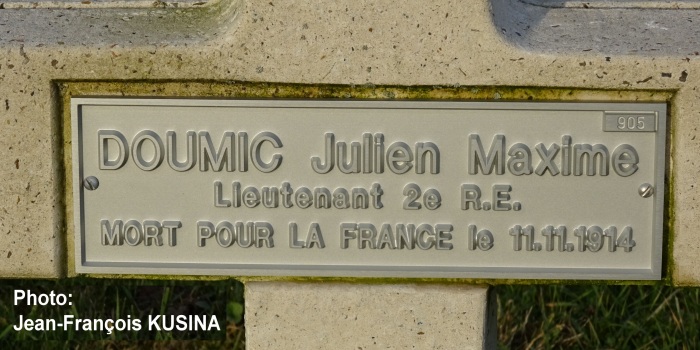 905
DOUMIC Julien Maxime
Lieutenant 2e R.E.
MORT POUR LA FRANCE le 11.11.1914
Photo:
Jean-François KUSINA